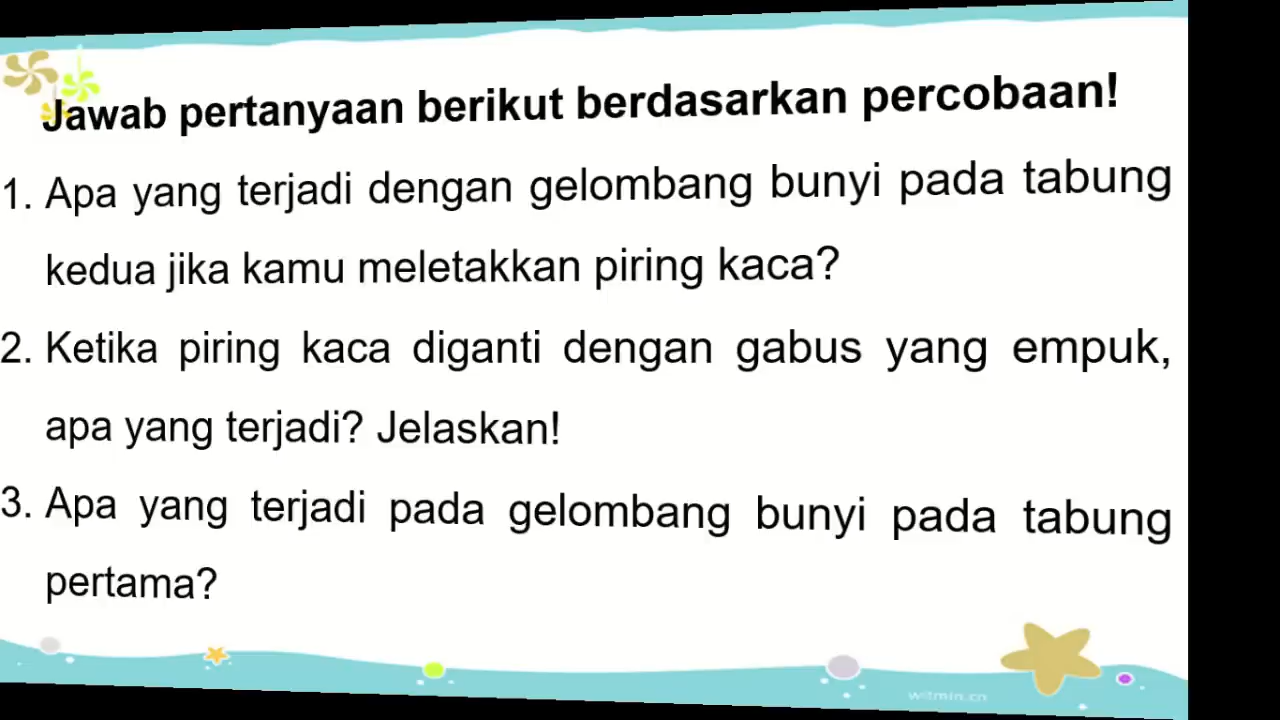 Jawab pertanyaan berikut berdasarkan percobaan!
1. Apa yang terjadi dengan gelombang bunyi pada tabung
kedua jika kamu meletakkan piring kaca?
2. Ketika piring kaca diganti dengan gabus yang empuk,
apa yang terjadi? Jelaskan!
3. Apa yang terjadi pada gelombang bunyi pada tabung
pertama?
witmin.cn